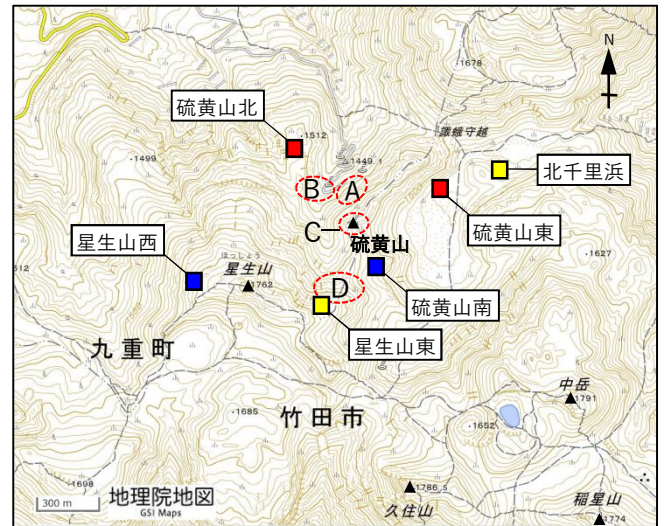 ・1678
N
硫黄山北
・1512
諏蛾守越
・1499
1449.1
北千里浜
B
A
硫黄山東
C
硫黄山
星生山西
ほっしょう
星生山
・1627
1512
1762
D
硫黄山南
星生山東
九重町
中岳
1791
・1685
竹田市
・1652
・1698
1786.5
地理院地図
GSI Maps
300 m
久住山
稲星山
1774